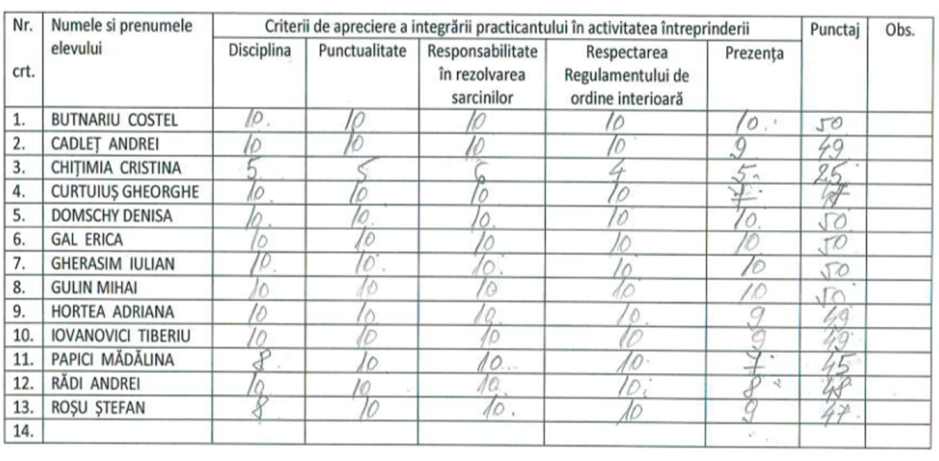 Nr. crt. Numele si prenumele elevului Criterii de apreciere a integrării practicantului în activitatea întreprinderii Punctaj Obs.
Disciplina Punctualitate Responsabilitate în rezolvarea sarcinilor Respectarea Regulamentului de ordine interioară Prezența
1. BUTNARIU COSTEL 10. 10 10 10 10. 50
2. CADLEȚ ANDREI 10 10 10 10 9 49
3. CHIȚIMIA CRISTINA 5 5 6 4 5. 25
4. CURTUIUȘ GHEORGHE 10. 10 10 10 7. 47
5. DOMSCHY DENISA 10. 10. 10. 10 10. 50.
6. GAL ERICA 10 10 10 10 10 50
7. GHERASIM IULIAN 10. 10. 10. 10 10 50
8. GULIN MIHAI 10 10 10 10 10 50.
9. HORTEA ADRIANA 10 10 10. 10. 9 49
10. IOVANOVICI TIBERIU 10 10 10 10 9 49
11. PAPICI MĂDĂLINA 8 10 10.. 10. 7 45
12. RĂDI ANDREI 10 10 10. 10. 8 48
13. ROȘU ȘTEFAN 8 10 10. 10 9 47
14.